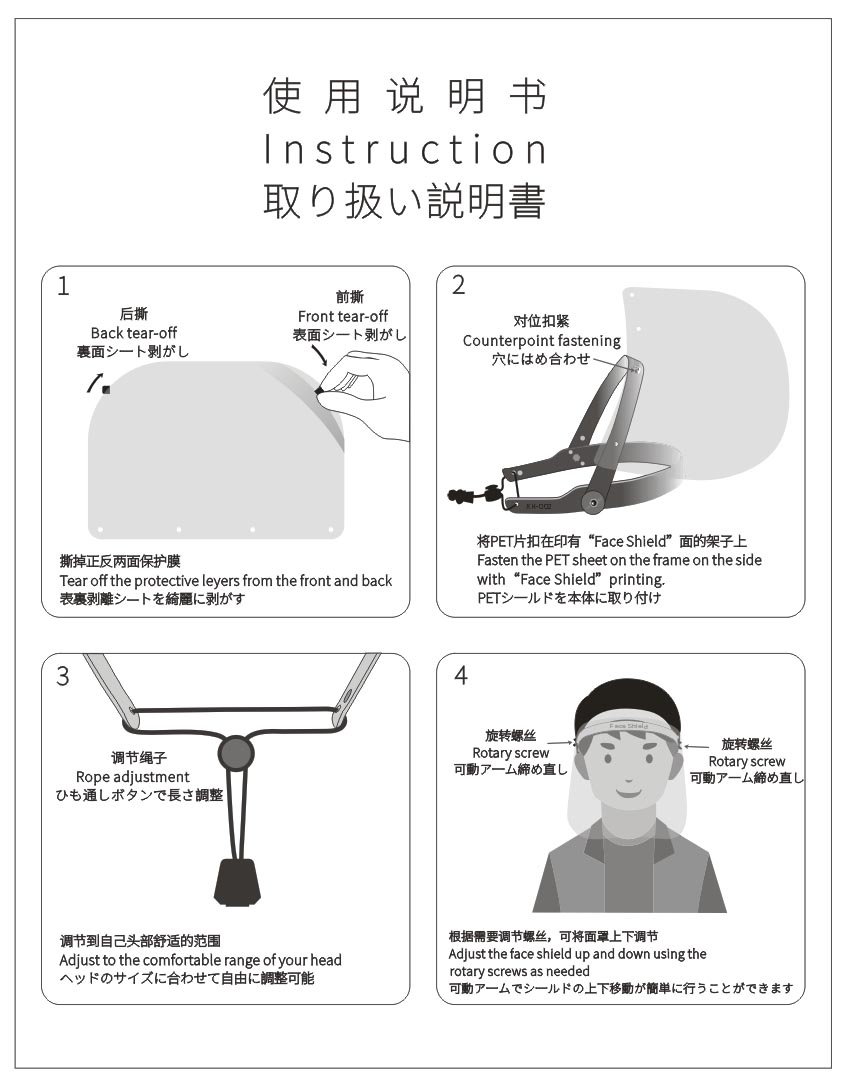 使用说明书
Instruction
取り扱い説明書
1
后撕
Back tear-off
裏面シート剥がし
前撕
Front tear-off
表面シート剥がし
撕掉正反两面保护膜
Tear off the protective leyers from the front and back
表裏剥離シートを綺麗に剥がす
2
对位扣紧
Counterpoint fastening
穴にはめ合わせ
KH-002
将PET片扣在印有“Face Shield”面的架子上
Fasten the PET sheet on the frame on the side
with“Face Shield”printing.
PETシールドを本体に取り付け
3
调节绳子
Rope adjustment
ひも通しボタンで長さ調整
调节到自己头部舒适的范围
Adjust to the comfortable range of your head
ヘッドのサイズに合わせて自由に調整可能
4
Face Shield
旋转螺丝
Rotary screw
可動アーム締め直し
旋转螺丝
Rotary screw
可動アーム締め直し
根据需要调节螺丝，可将面罩上下调节
Adjust the face shield up and down using the
rotary screws as needed
可動アームでシールドの上下移動が簡単に行うことができます